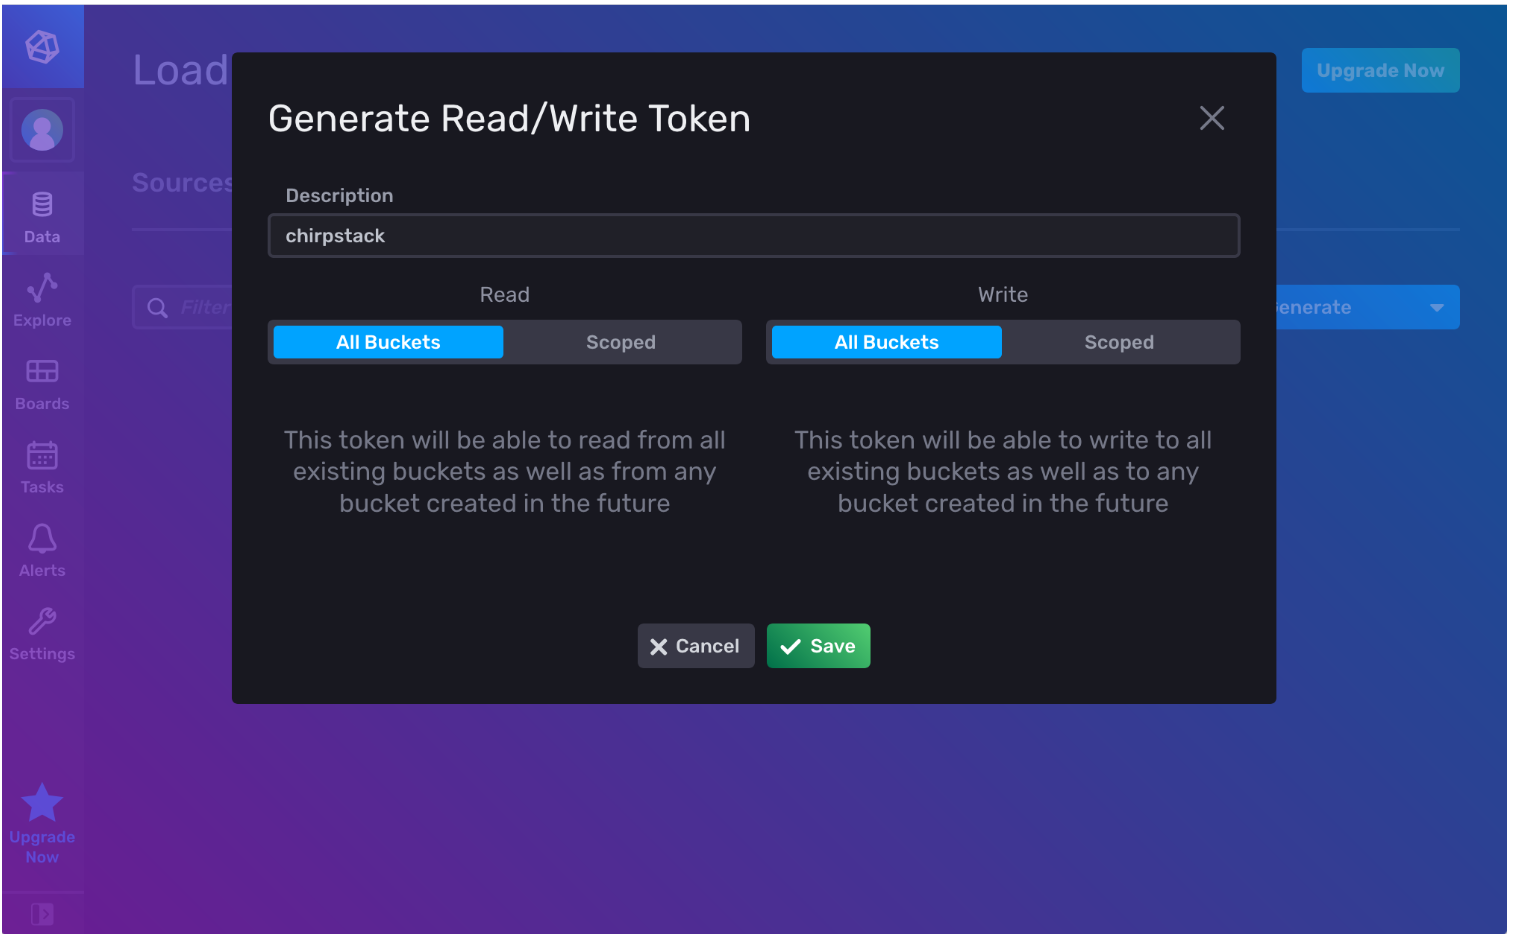 Load
Upgrade Now
Generate Read/Write Token
Sources
Description
chirpstack
Data
Read
Write
Filter
enerate
All Buckets
Scoped
All Buckets
Scoped
Explore
Boards
This token will be able to read from all
existing buckets as well as from any
bucket created in the future
This token will be able to write to all
existing buckets as well as to any
bucket created in the future
Tasks
Alerts
Settings
Cancel
Save
Upgrade
Now